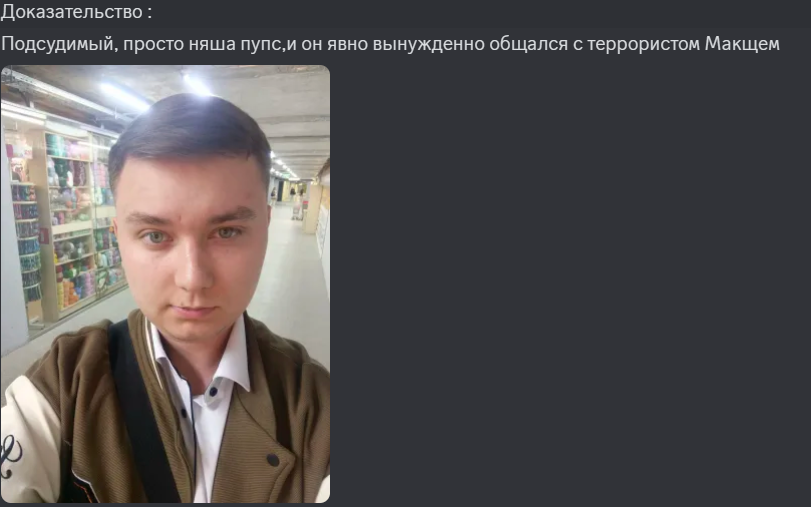 Доказательство :
Подсудимый, просто няша пупс,и он явно вынужденно общался с террористом Макщем